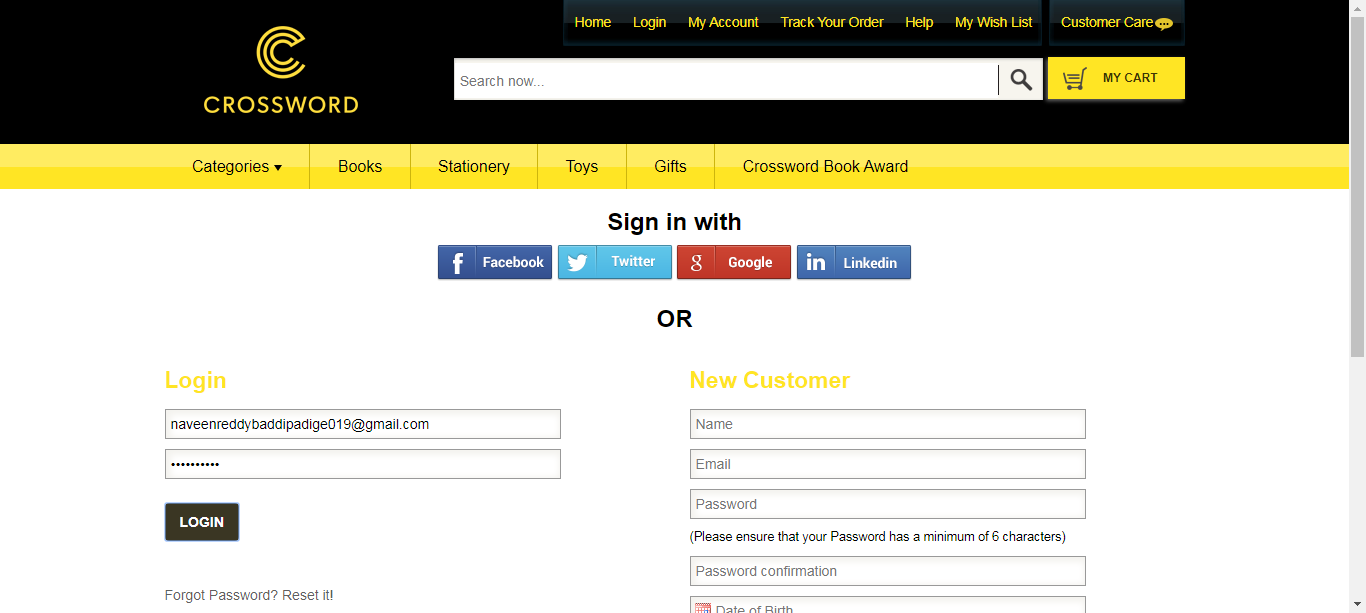 Home Login My Account Track Your Order Help My Wish List Customer Care
CROSSWORD
Search now...
MY CART
Categories Books Stationery Toys Gifts Crossword Book Award
Sign in with
f Facebook Twitter g Google in Linkedin
OR
Login
naveenreddybaddipadige019@gmail.com
••••••••••
LOGIN
Forgot Password? Reset it!
New Customer
Name
Email
Password
(Please ensure that your Password has a minimum of 6 characters)
Password confirmation
Date of Birth